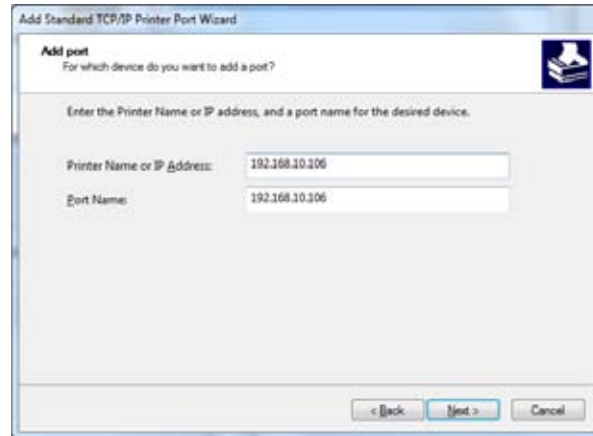 Add Standard TCP/IP Printer Port Wizard
Add port
For which device do you want to add a port?
Enter the Printer Name or IP address, and a port name for the desired device.
Printer Name or IP Address: 192.168.10.106
Port Name: 192.168.10.106
< Back Next > Cancel